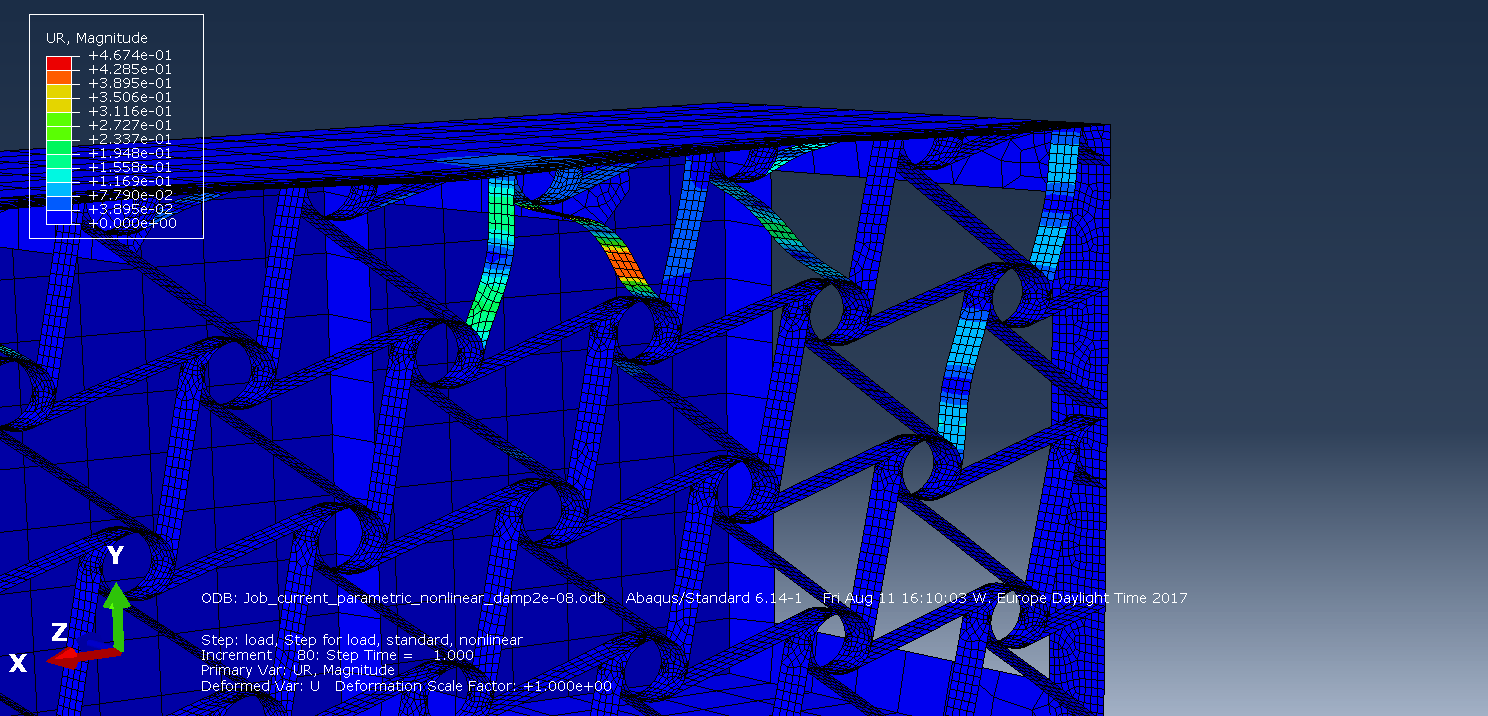 UR, Magnitude
+4.674e-01
+4.285e-01
+3.895e-01
+3.506e-01
+3.116e-01
+2.727e-01
+2.337e-01
+1.948e-01
+1.558e-01
+1.169e-01
+7.790e-02
+3.895e-02
+0.000e+00
Y
Z
X
ODB: Job_current_parametric_nonlinear_damp2e-08.odb Abaqus/Standard 6.14-1 Fri Aug 11 16:10:03 W. Europe Daylight Time 2017
Step: load, Step for load, standard, nonlinear
Increment 80: Step Time = 1.000
Primary Var: UR, Magnitude
Deformed Var: U Deformation Scale Factor: +1.000e+00